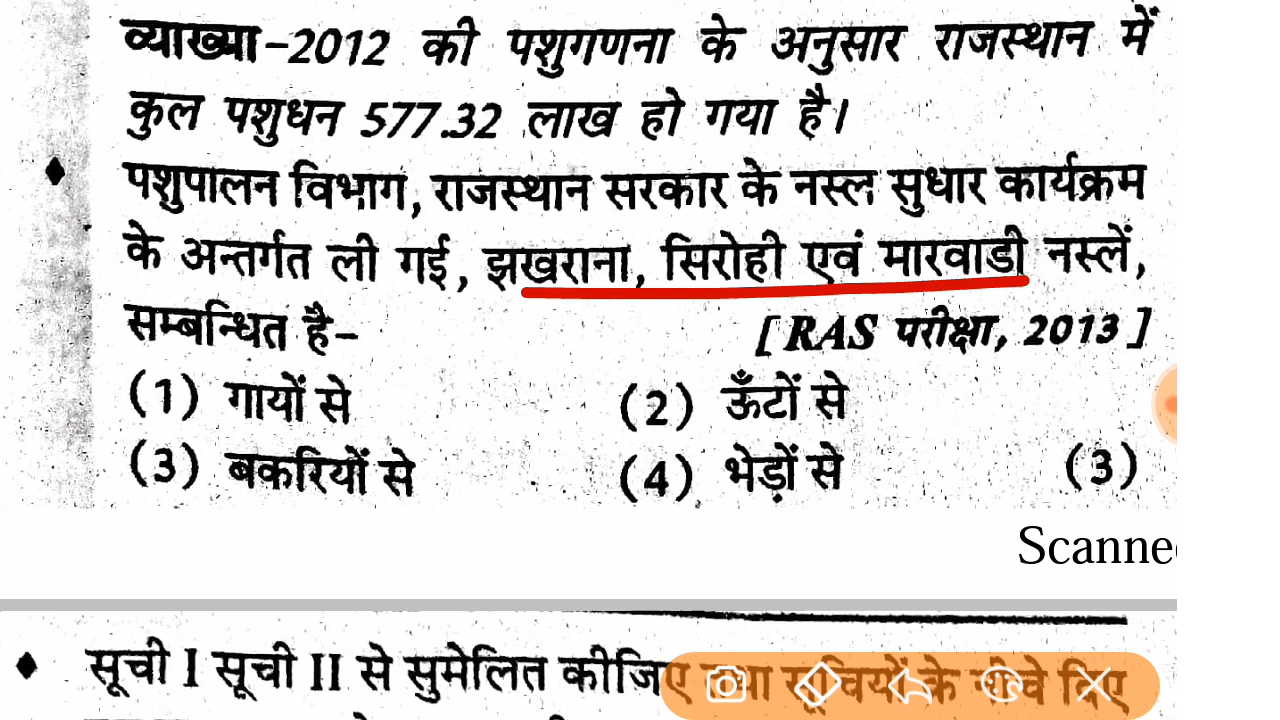 व्याख्या–2012 की पशुगणना के अनुसार राजस्थान में
कुल पशुधन 577.32 लाख हो गया है।
♦ पशुपालन विभाग, राजस्थान सरकार के नस्ल सुधार कार्यक्रम
के अन्तर्गत ली गई, झखराना, सिरोही एवं मारवाडी नस्लें,
सम्बन्धित है– [RAS परीक्षा, 2013]
(1) गायों से (2) ऊँटों से
(3) बकरियों से (4) भेड़ों से (3)
Scanne
♦ सूची I सूची II से सुमेलित कीजिए तथा सूचियों के नीचे दिए